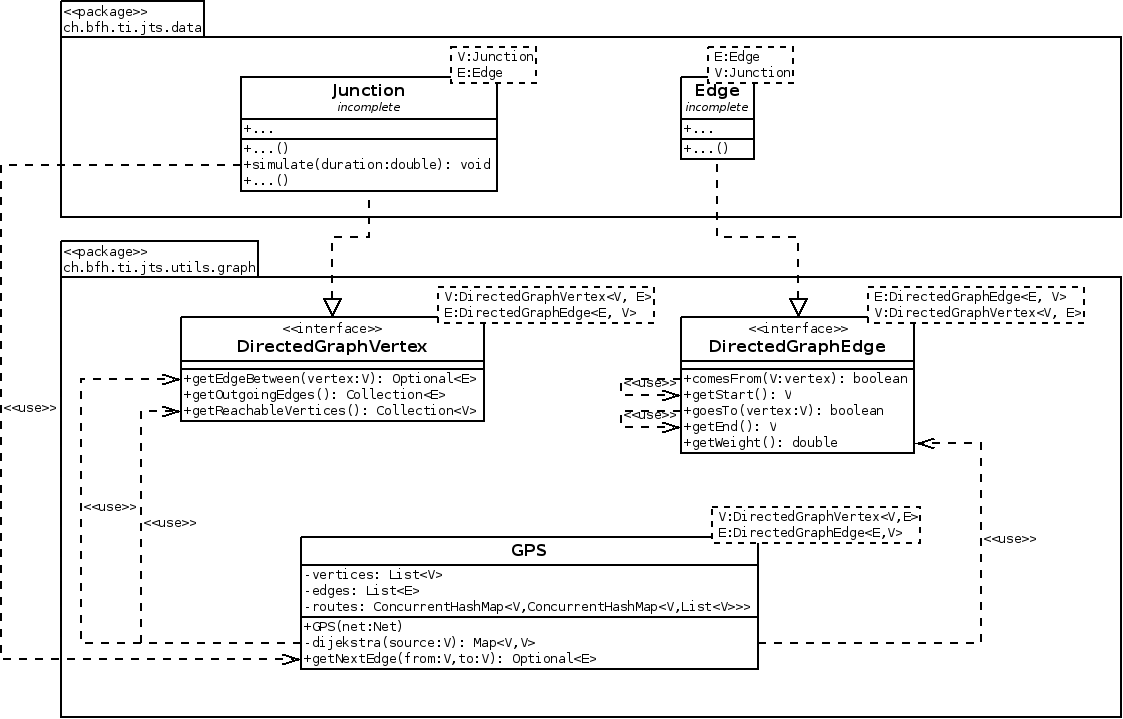 <<package>>
ch.bfh.ti.jts.data
V:Junction
E:Edge
Junction
incomplete
+...
+...()
+simulate(duration:double): void
+...()
E:Edge
V:Junction
Edge
incomplete
+...
+...()
<<package>>
ch.bfh.ti.jts.utils.graph
V:DirectedGraphVertex<V, E>
E:DirectedGraphEdge<E, V>
<<interface>>
DirectedGraphVertex
+getEdgeBetween(vertex:V): Optional<E>
+getOutgoingEdges(): Collection<E>
+getReachableVertices(): Collection<V>
E:DirectedGraphEdge<E, V>
V:DirectedGraphVertex<V, E>
<<interface>>
DirectedGraphEdge
+comesFrom(V:vertex): boolean
+getStart(): V
+goesTo(vertex:V): boolean
+getEnd(): V
+getWeight(): double
<<use>>
<<use>>
<<use>>
<<use>>
<<use>>
<<use>>
V:DirectedGraphVertex<V,E>
E:DirectedGraphEdge<E,V>
GPS
-vertices: List<V>
-edges: List<E>
-routes: ConcurrentHashMap<V,ConcurrentHashMap<V,List<V>>>
+GPS(net:Net)
-dijekstra(source:V): Map<V,V>
+getNextEdge(from:V,to:V): Optional<E>